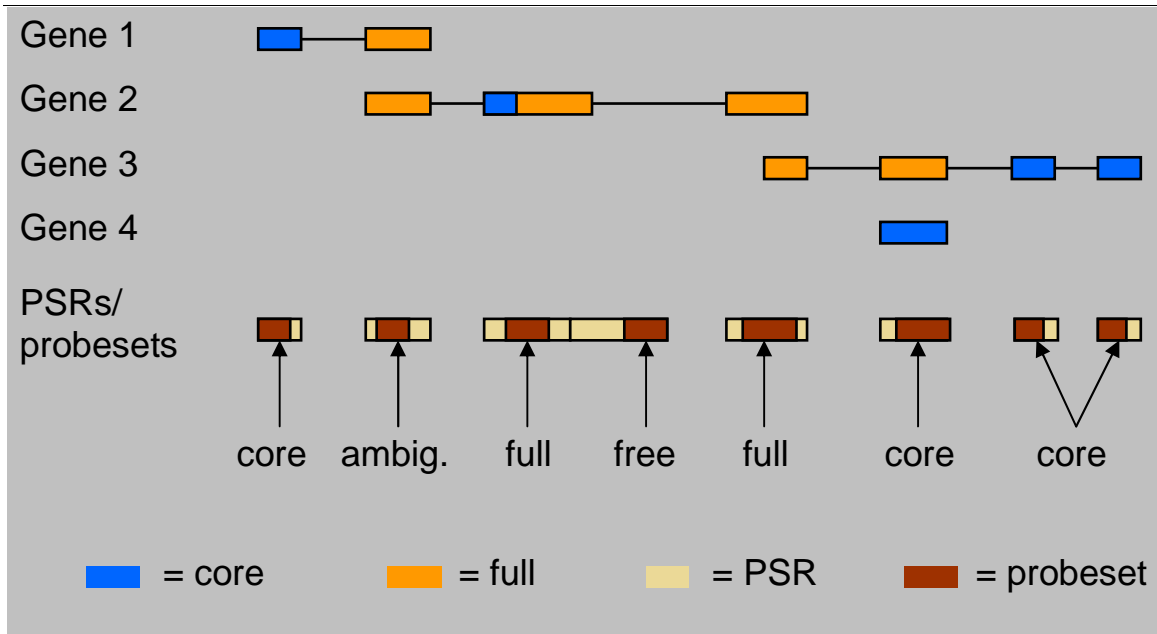 Gene 1
Gene 2
Gene 3
Gene 4
PSRs/
probesets
core ambig. full free full core core
= core = full = PSR = probeset